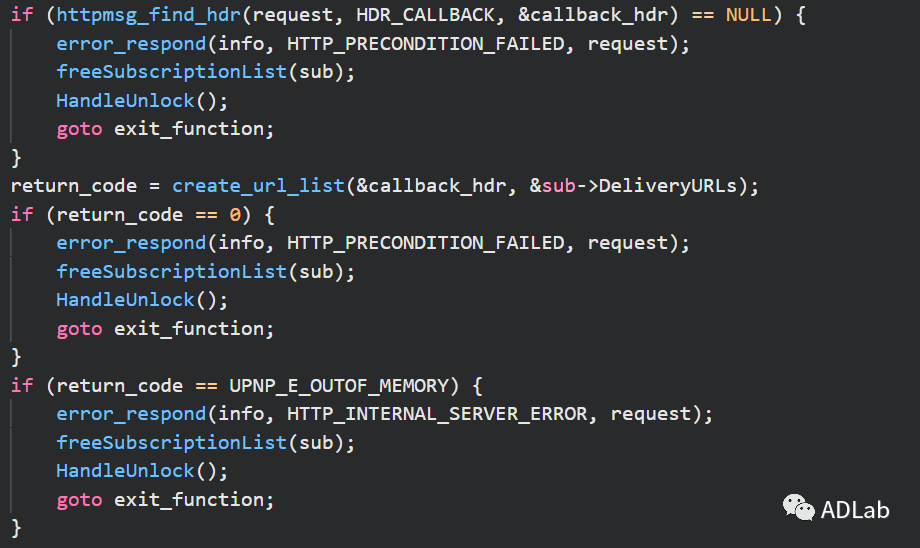 if (httpmsg_find_hdr(request, HDR_CALLBACK, &callback_hdr) == NULL) {
    error_respond(info, HTTP_PRECONDITION_FAILED, request);
    freeSubscriptionList(sub);
    HandleUnlock();
    goto exit_function;
}
return_code = create_url_list(&callback_hdr, &sub->DeliveryURLs);
if (return_code == 0) {
    error_respond(info, HTTP_PRECONDITION_FAILED, request);
    freeSubscriptionList(sub);
    HandleUnlock();
    goto exit_function;
}
if (return_code == UPNP_E_OUTOF_MEMORY) {
    error_respond(info, HTTP_INTERNAL_SERVER_ERROR, request);
    freeSubscriptionList(sub);
    HandleUnlock();
    goto exit_function;
}
ADLab